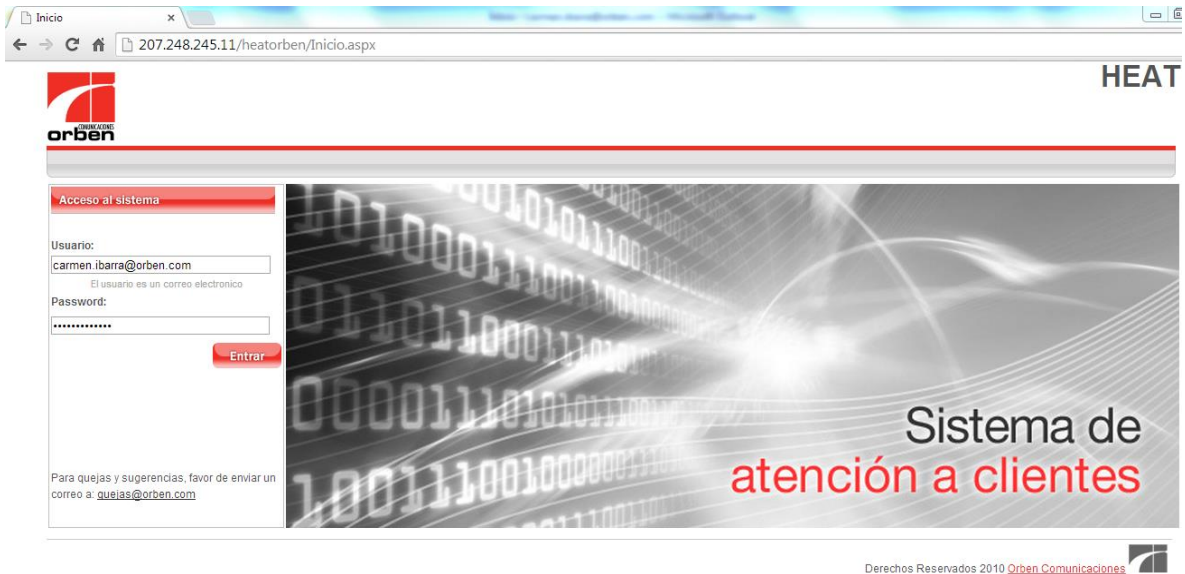 Inicio
207.248.245.11/heatorben/Inicio.aspx
HEAT
COMUNICACIONES
orben
Acceso al sistema
Usuario:
carmen.ibarra@orben.com
El usuario es un correo electronico
Password:
•••••••••••••
Entrar
Para quejas y sugerencias, favor de enviar un
correo a: quejas@orben.com
Sistema de
atención a clientes
Derechos Reservados 2010 Orben Comunicaciones